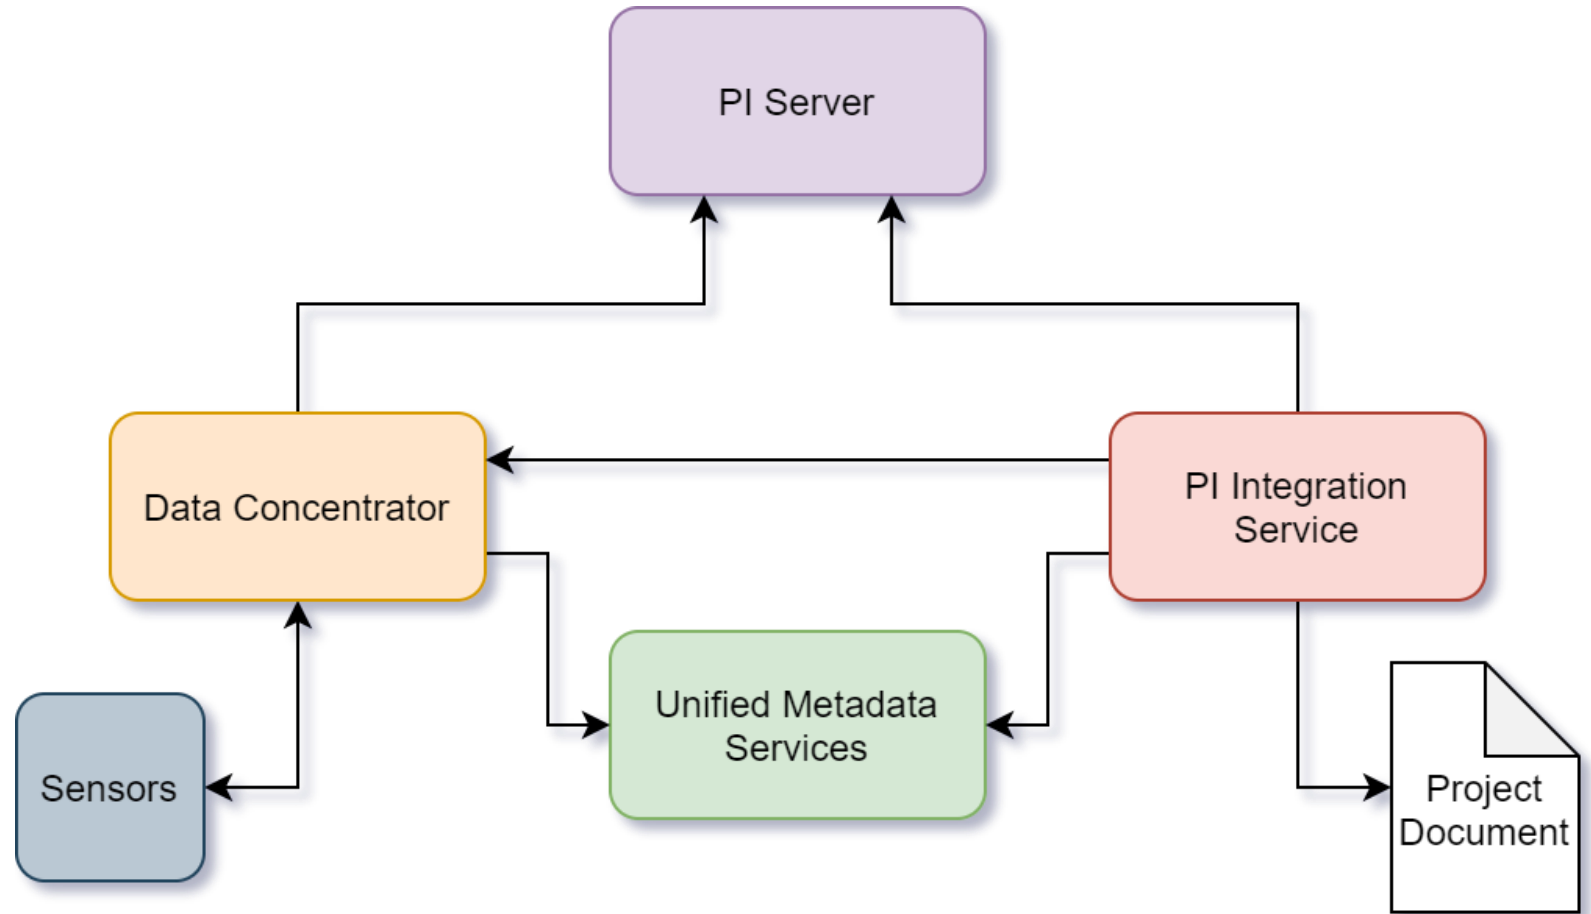 PI Server
Data Concentrator
PI Integration
Service
Unified Metadata
Services
Sensors
Project
Document